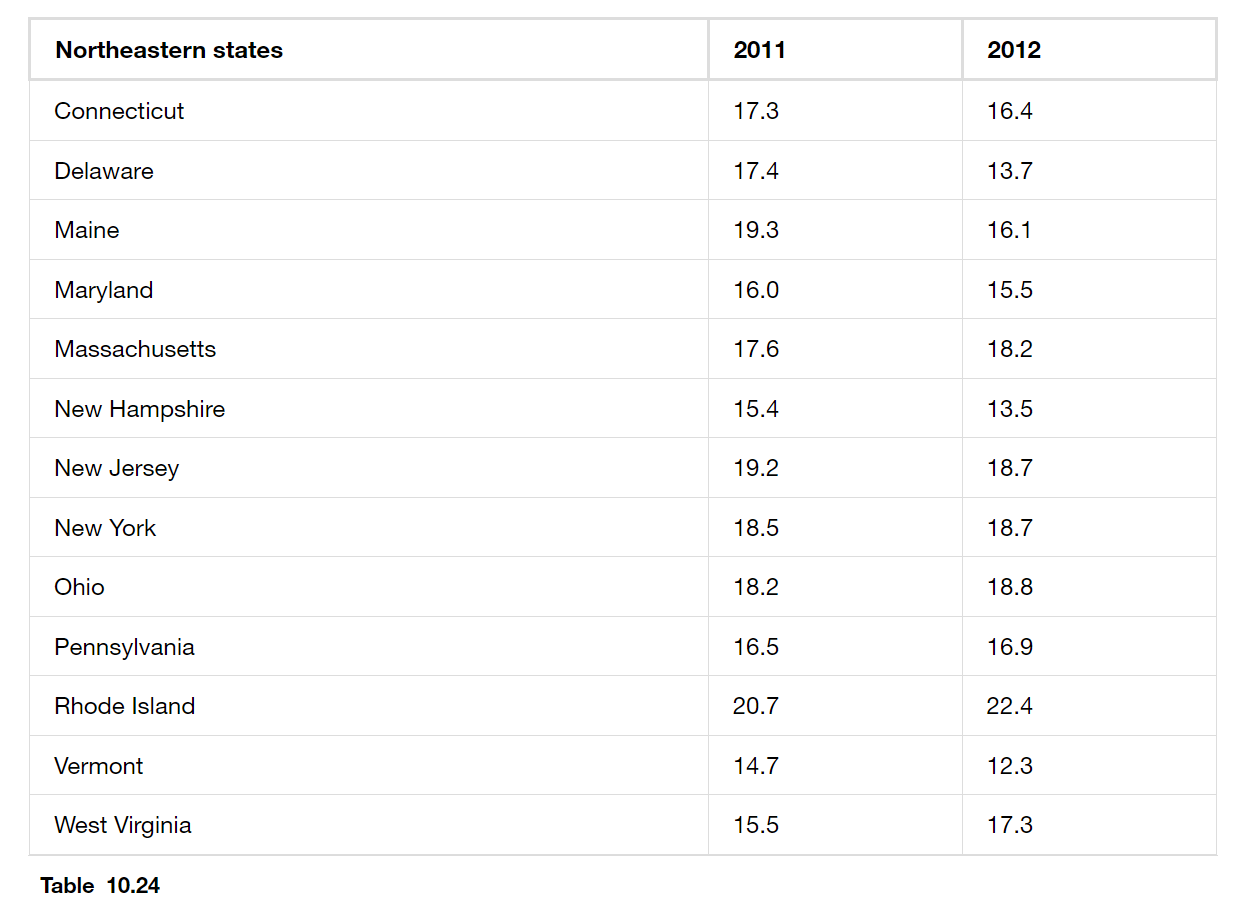 Northeastern states 2011 2012
Connecticut 17.3 16.4
Delaware 17.4 13.7
Maine 19.3 16.1
Maryland 16.0 15.5
Massachusetts 17.6 18.2
New Hampshire 15.4 13.5
New Jersey 19.2 18.7
New York 18.5 18.7
Ohio 18.2 18.8
Pennsylvania 16.5 16.9
Rhode Island 20.7 22.4
Vermont 14.7 12.3
West Virginia 15.5 17.3
Table 10.24